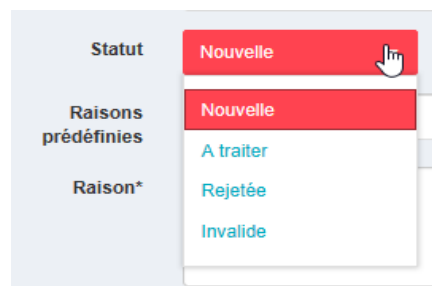 Statut
Nouvelle
Nouvelle
Raisons
prédéfinies
A traiter
Raison*
Rejetée
Invalide